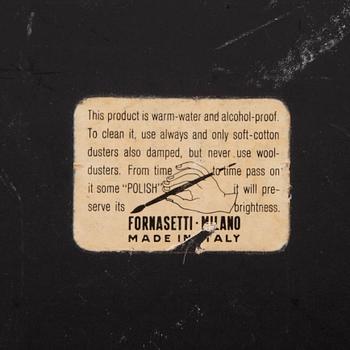 This product is warm-water and alcohol-proof.
To clean it, use always and only soft-cotton
dusters also damped, but never use wool-
dusters. From time to time pass on
it some "POLISH" it will pre-
serve its brightness.
FORNASETTI · MILANO
MADE IN ITALY